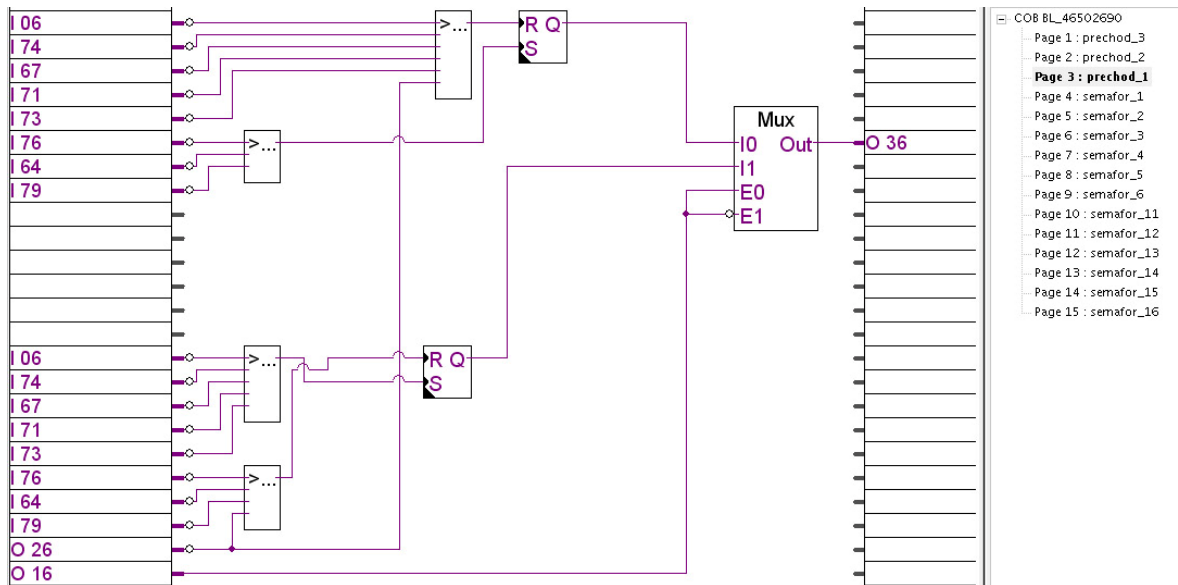 I 06
I 74
I 67
I 71
I 73
I 76
I 64
I 79
I 06
I 74
I 67
I 71
I 73
I 76
I 64
I 79
O 26
O 16
>...
R Q
S
>...
Mux
I0 Out
I1
E0
E1
O 36
>...
R Q
S
>...
COB BL_46502690
Page 1 : prechod_3
Page 2 : prechod_2
Page 3 : prechod_1
Page 4 : semafor_1
Page 5 : semafor_2
Page 6 : semafor_3
Page 7 : semafor_4
Page 8 : semafor_5
Page 9 : semafor_6
Page 10 : semafor_11
Page 11 : semafor_12
Page 12 : semafor_13
Page 13 : semafor_14
Page 14 : semafor_15
Page 15 : semafor_16